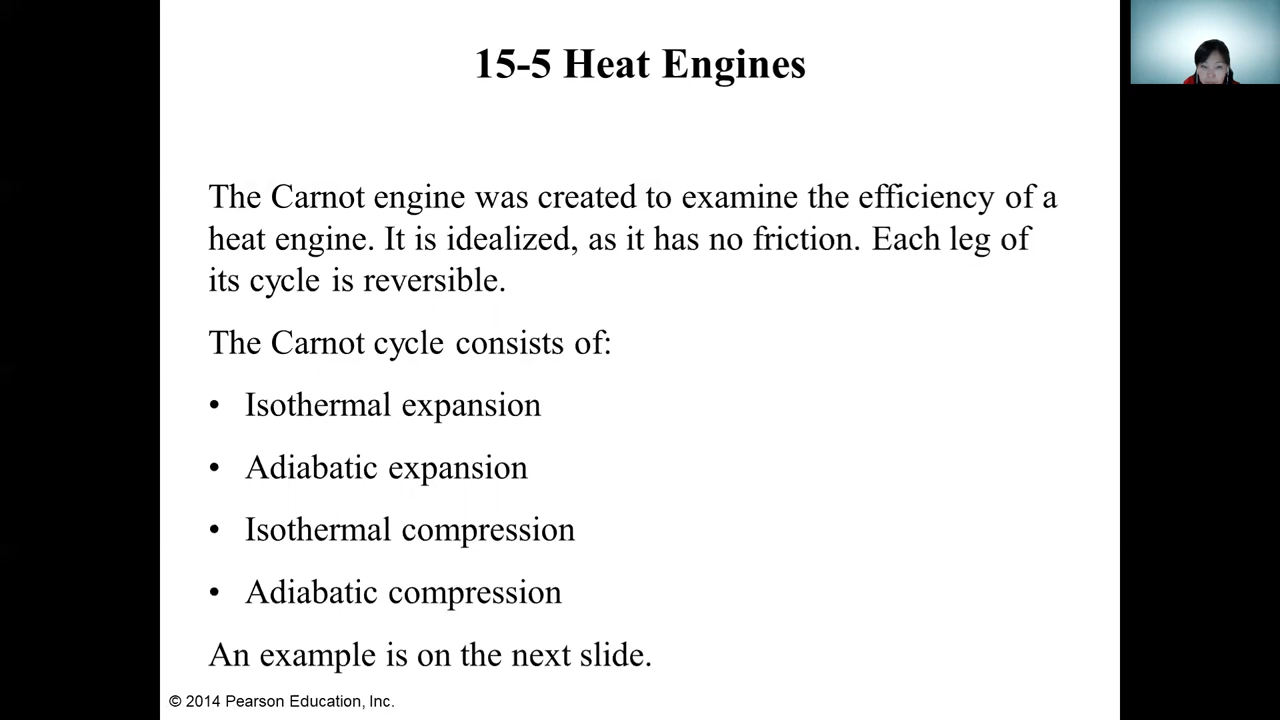 15-5 Heat Engines
The Carnot engine was created to examine the efficiency of a
heat engine. It is idealized, as it has no friction. Each leg of
its cycle is reversible.
The Carnot cycle consists of:
• Isothermal expansion
• Adiabatic expansion
• Isothermal compression
• Adiabatic compression
An example is on the next slide.
© 2014 Pearson Education, Inc.